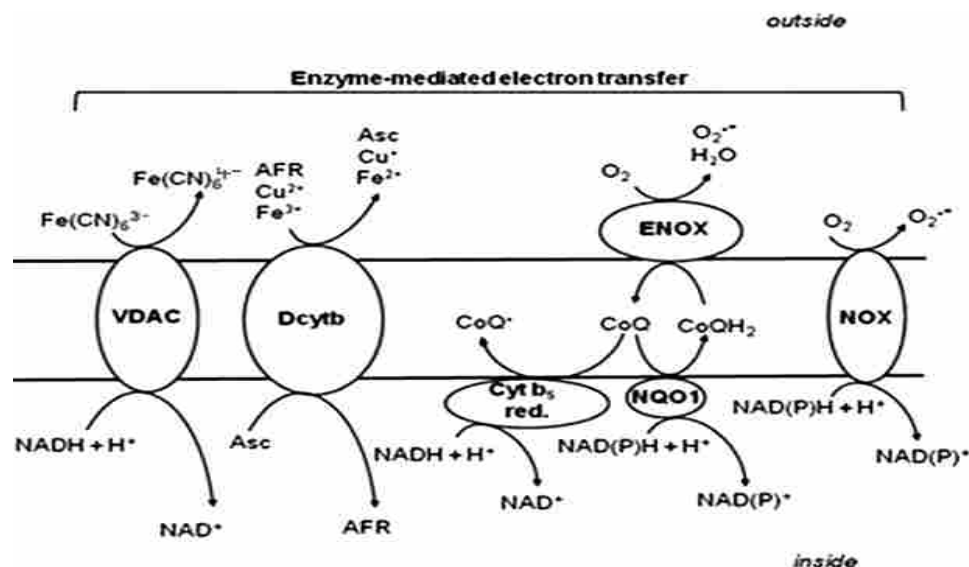 outside
Enzyme-mediated electron transfer
Asc
Cu⁺
Fe²⁺
AFR
Cu²⁺
Fe³⁺
Fe(CN)₆⁴⁻
Fe(CN)₆³⁻
O₂
O₂•⁻
H₂O
ENOX
O₂
O₂•⁻
VDAC
Dcytb
CoQ•
CoQ
CoQH₂
NOX
Cyt b₅
red.
NQO1
NADH + H⁺
Asc
NADH + H⁺
NAD(P)H + H⁺
NAD(P)H + H⁺
NAD⁺
AFR
NAD⁺
NAD(P)⁺
NAD(P)⁺
inside